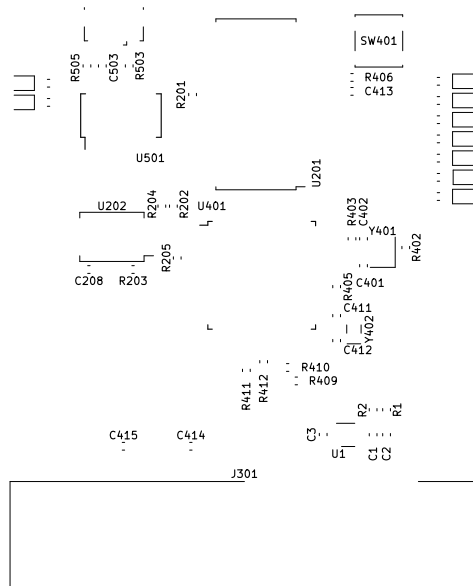 SW401
R505
C503
R503
R406
C413
R201
U501
U201
U202
R204
R202
U401
R403
C402
Y401
R402
R205
C208
R203
C401
R405
C411
Y402
C412
R410
R409
R411
R412
R2
R1
C415
C414
C3
U1
C1
C2
J301